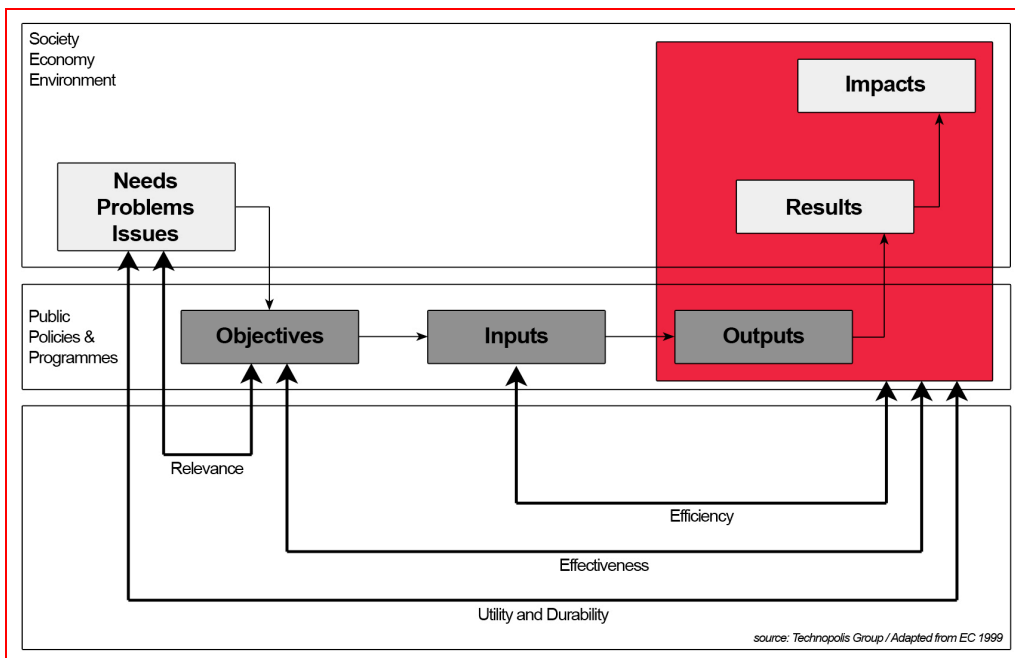 Society
Economy
Environment
Impacts
Needs
Problems
Issues
Results
Public
Policies &
Programmes
Objectives
Inputs
Outputs
Relevance
Efficiency
Effectiveness
Utility and Durability
source: Technopolis Group / Adapted from EC 1999